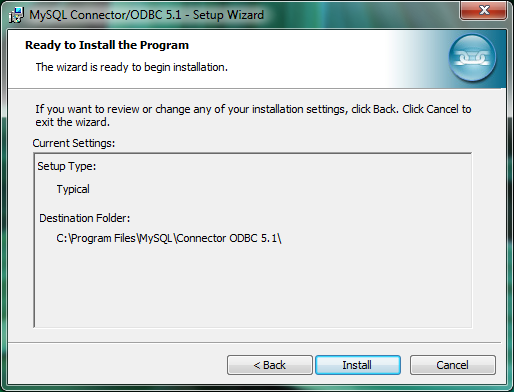 MySQL Connector/ODBC 5.1 - Setup Wizard
Ready to Install the Program
The wizard is ready to begin installation.
If you want to review or change any of your installation settings, click Back. Click Cancel to
exit the wizard.
Current Settings:
Setup Type:
Typical
Destination Folder:
C:\Program Files\MySQL\Connector ODBC 5.1\
< Back
Install
Cancel